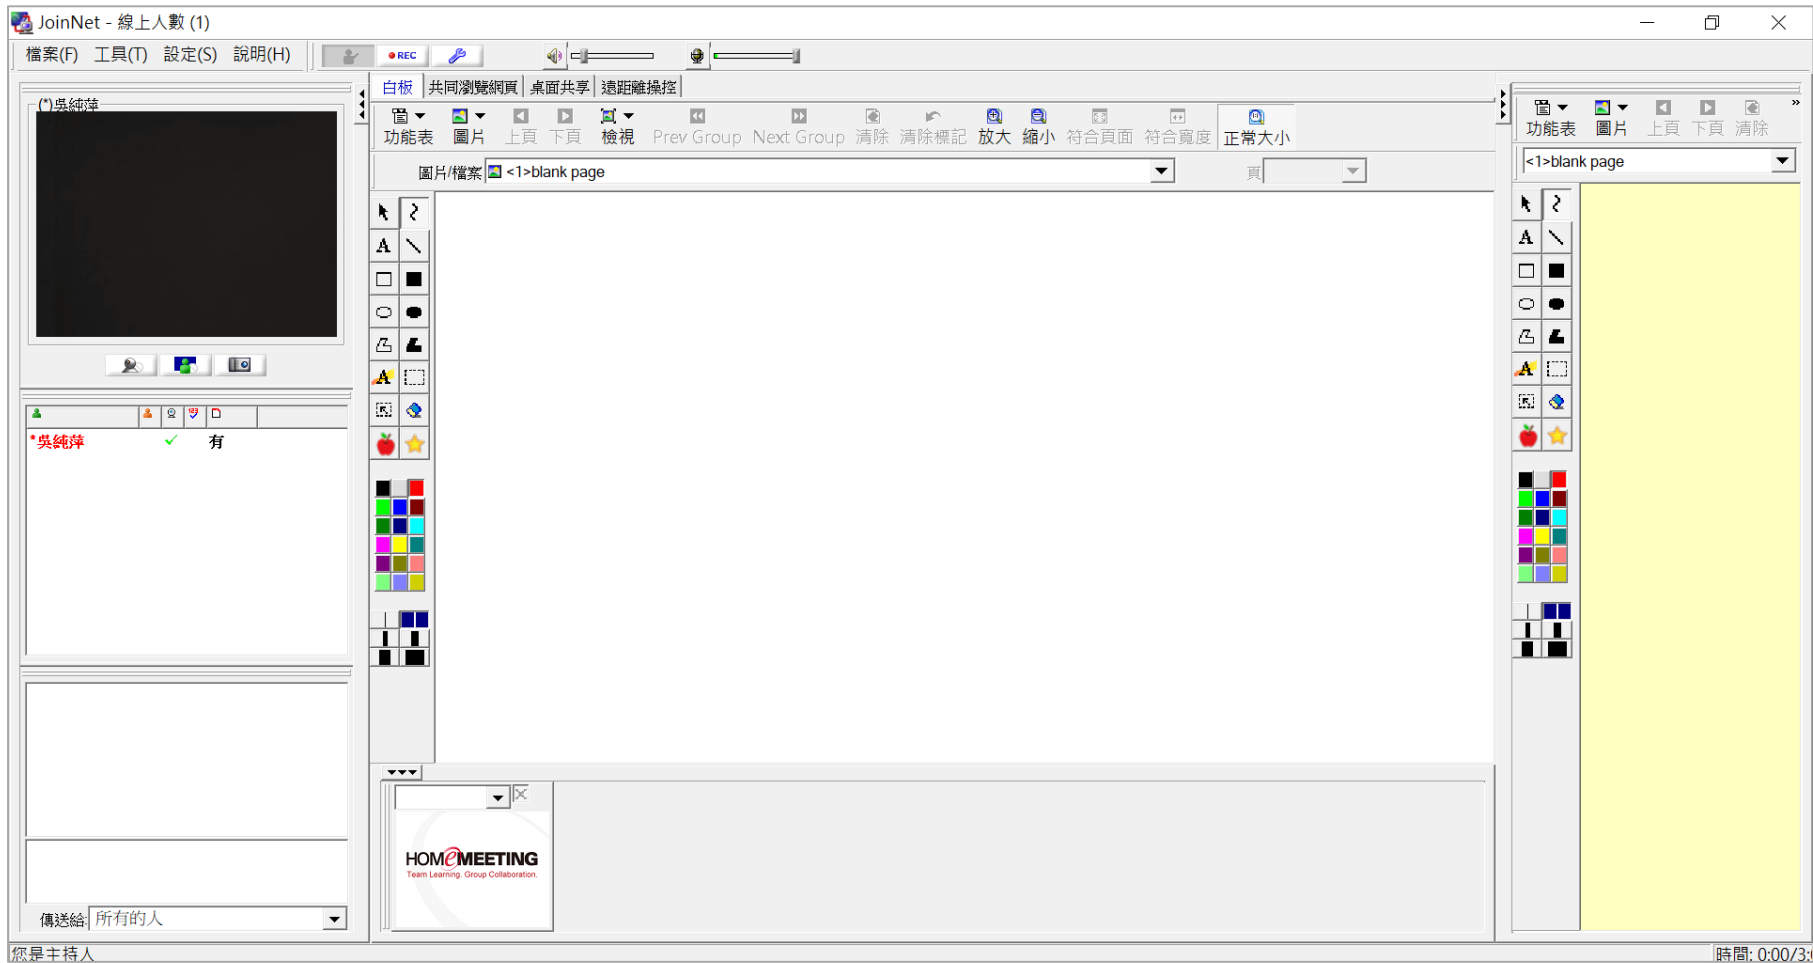 JoinNet - 線上人數 (1)
檔案(F) 工具(T) 設定(S) 說明(H)
REC
(*)吳純萍
*吳純萍 有
傳送給: 所有的人
您是主持人
白板 共同瀏覽網頁 桌面共享 遠距離操控
功能表 圖片 上頁 下頁 檢視 Prev Group Next Group 清除 清除標記 放大 縮小 符合頁面 符合寬度 正常大小
圖片/檔案 <1>blank page 頁
A
A
HOMEMEETING
Team Learning. Group Collaboration.
功能表 圖片 上頁 下頁 清除
<1>blank page
A
A
時間: 0:00/3: